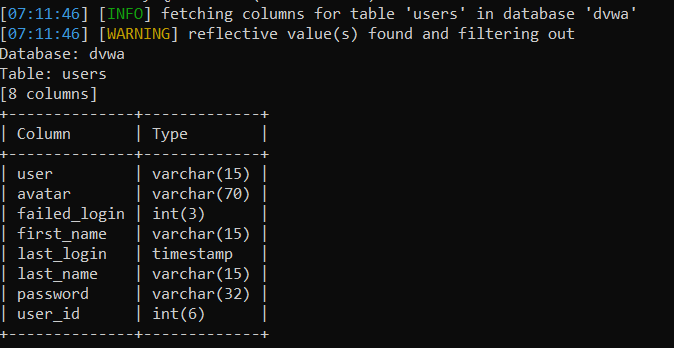 [07:11:46] [INFO] fetching columns for table 'users' in database 'dvwa'
[07:11:46] [WARNING] reflective value(s) found and filtering out
Database: dvwa
Table: users
[8 columns]
+--------------+-------------+
| Column       | Type        |
+--------------+-------------+
| user         | varchar(15) |
| avatar       | varchar(70) |
| failed_login | int(3)      |
| first_name   | varchar(15) |
| last_login   | timestamp   |
| last_name    | varchar(15) |
| password     | varchar(32) |
| user_id      | int(6)      |
+--------------+-------------+